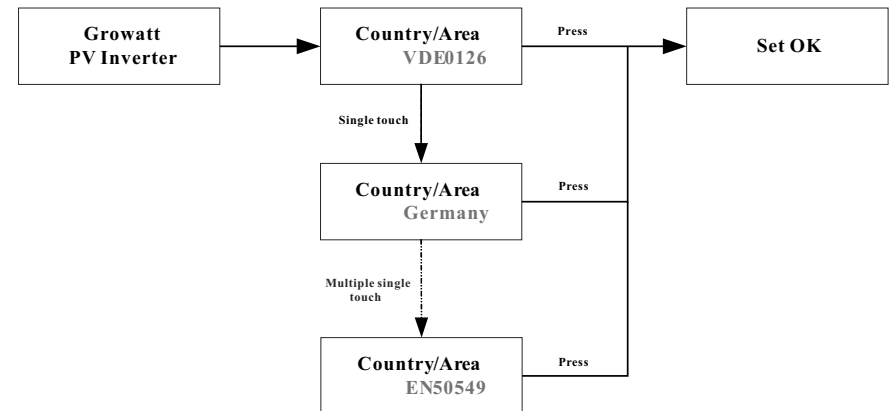 Growatt
PV Inverter
Country/Area
VDE0126
Press
Set OK
Single touch
Country/Area
Germany
Press
Multiple single
touch
Country/Area
EN50549
Press